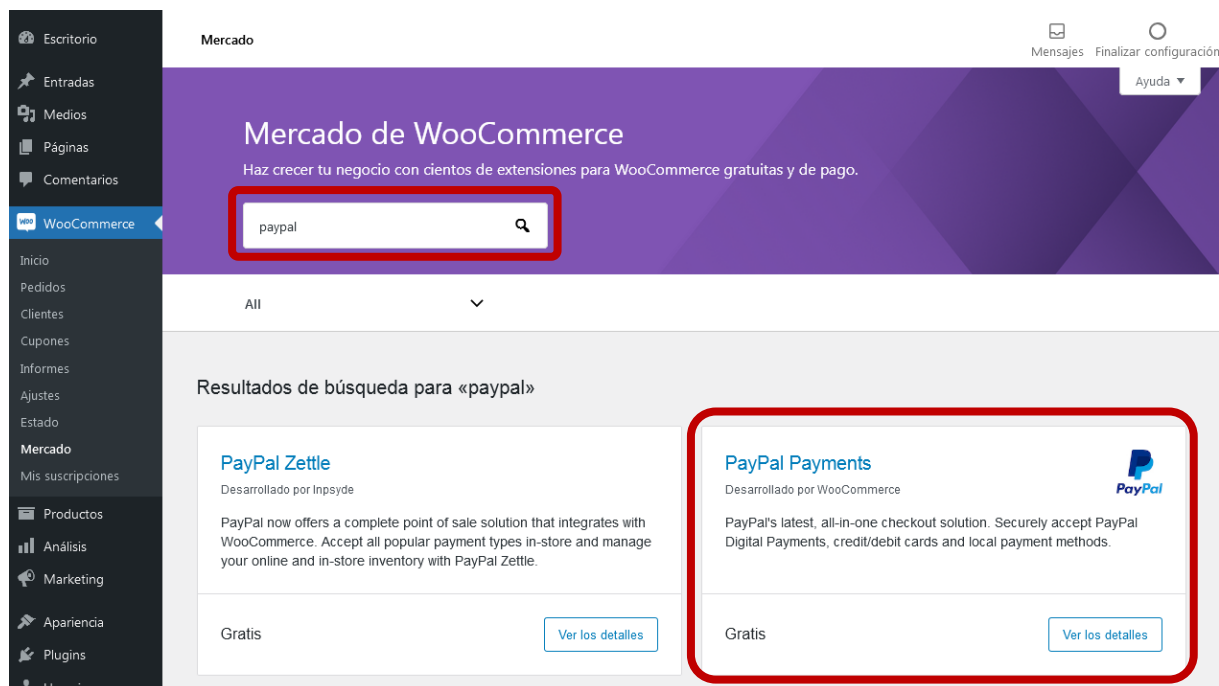 Escritorio
Entradas
Medios
Páginas
Comentarios
WOO WooCommerce
Inicio
Pedidos
Clientes
Cupones
Informes
Ajustes
Estado
Mercado
Mis suscripciones
Productos
Análisis
Marketing
Apariencia
Plugins
Mercado
Mensajes
Finalizar configuración
Ayuda
Mercado de WooCommerce
Haz crecer tu negocio con cientos de extensiones para WooCommerce gratuitas y de pago.
paypal
All
Resultados de búsqueda para «paypal»
PayPal Zettle
Desarrollado por Inpsyde
PayPal now offers a complete point of sale solution that integrates with
WooCommerce. Accept all popular payment types in-store and manage
your online and in-store inventory with PayPal Zettle.
Gratis
Ver los detalles
PayPal Payments
Desarrollado por WooCommerce
PayPal
PayPal's latest, all-in-one checkout solution. Securely accept PayPal
Digital Payments, credit/debit cards and local payment methods.
Gratis
Ver los detalles